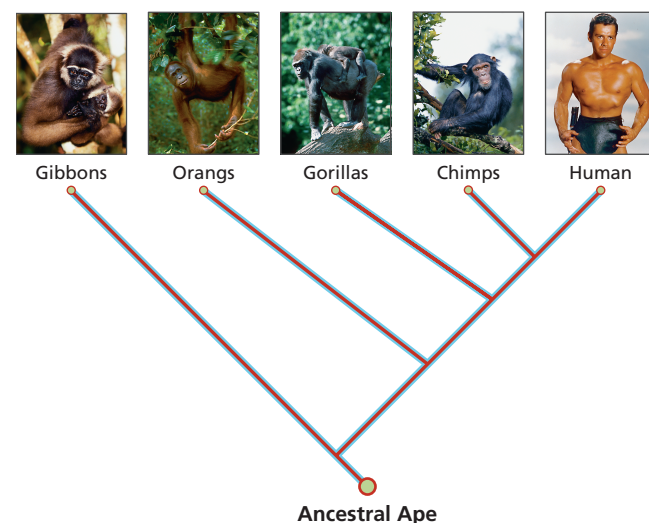 Gibbons
Orangs
Gorillas
Chimps
Human
Ancestral Ape